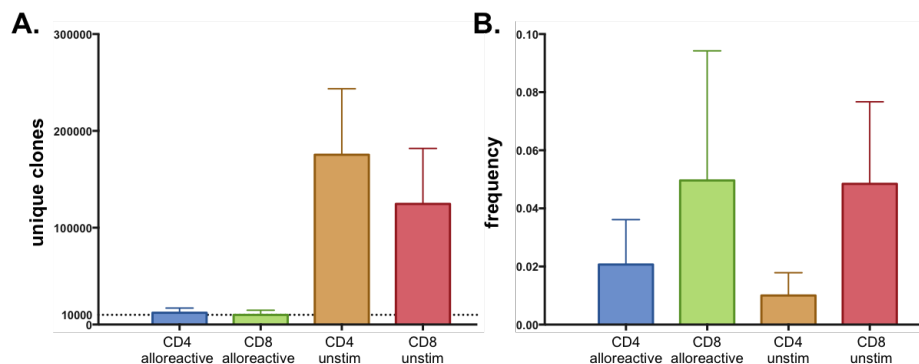 A.
unique clones
300000
200000
100000
10000
0
CD4
alloreactive
CD8
alloreactive
CD4
unstim
CD8
unstim
B.
frequency
0.10
0.08
0.06
0.04
0.02
0.00
CD4
alloreactive
CD8
alloreactive
CD4
unstim
CD8
unstim